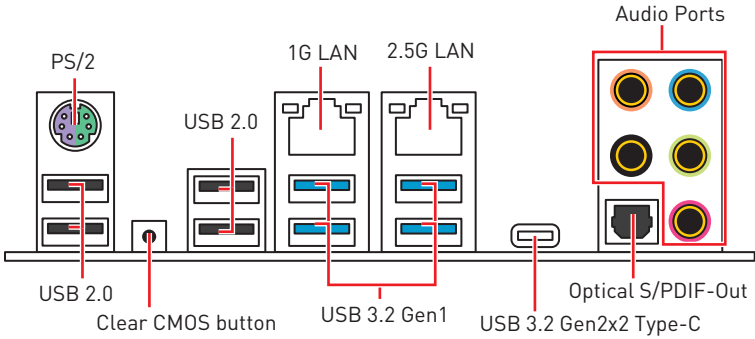 Audio Ports
PS/2
1G LAN
2.5G LAN
USB 2.0
USB 2.0
Clear CMOS button
USB 3.2 Gen1
USB 3.2 Gen2x2 Type-C
Optical S/PDIF-Out